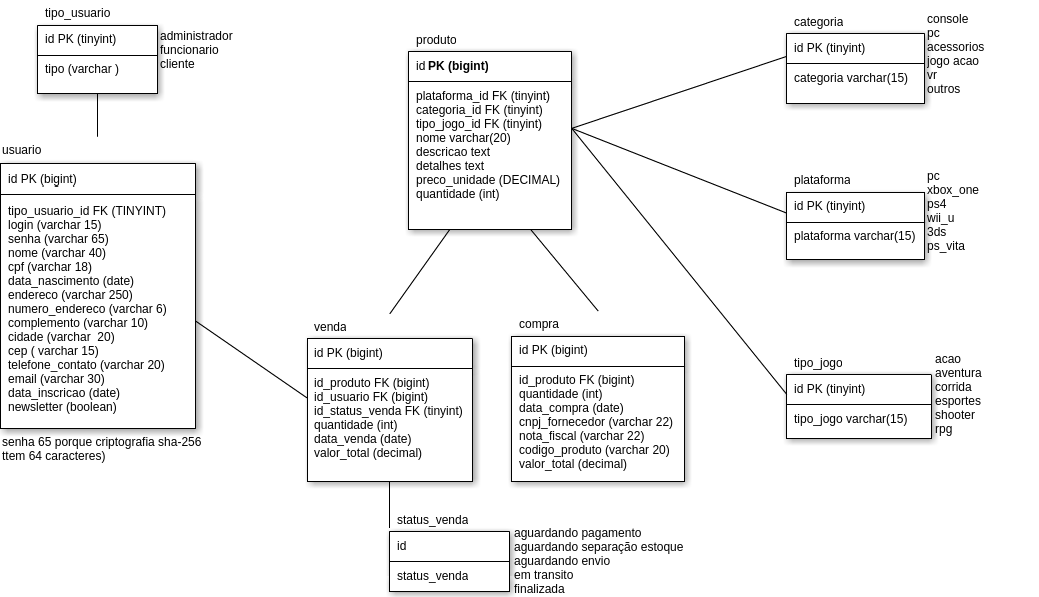 tipo_usuario
id PK (tinyint)
tipo (varchar )
administrador
funcionario
cliente
usuario
id PK (bigint)
tipo_usuario_id FK (TINYINT)
login (varchar 15)
senha (varchar 65)
nome (varchar 40)
cpf (varchar 18)
data_nascimento (date)
endereco (varchar 250)
numero_endereco (varchar 6)
complemento (varchar 10)
cidade (varchar  20)
cep ( varchar 15)
telefone_contato (varchar 20)
email (varchar 30)
data_inscricao (date)
newsletter (boolean)
senha 65 porque criptografia sha-256
ttem 64 caracteres)
produto
id PK (bigint)
plataforma_id FK (tinyint)
categoria_id FK (tinyint)
tipo_jogo_id FK (tinyint)
nome varchar(20)
descricao text
detalhes text
preco_unidade (DECIMAL)
quantidade (int)
venda
id PK (bigint)
id_produto FK (bigint)
id_usuario FK (bigint)
id_status_venda FK (tinyint)
quantidade (int)
data_venda (date)
valor_total (decimal)
compra
id PK (bigint)
id_produto FK (bigint)
quantidade (int)
data_compra (date)
cnpj_fornecedor (varchar 22)
nota_fiscal (varchar 22)
codigo_produto (varchar 20)
valor_total (decimal)
status_venda
id
status_venda
aguardando pagamento
aguardando separação estoque
aguardando envio
em transito
finalizada
categoria
id PK (tinyint)
categoria varchar(15)
console
pc
acessorios
jogo acao
vr
outros
plataforma
id PK (tinyint)
plataforma varchar(15)
pc
xbox_one
ps4
wii_u
3ds
ps_vita
tipo_jogo
id PK (tinyint)
tipo_jogo varchar(15)
acao
aventura
corrida
esportes
shooter
rpg